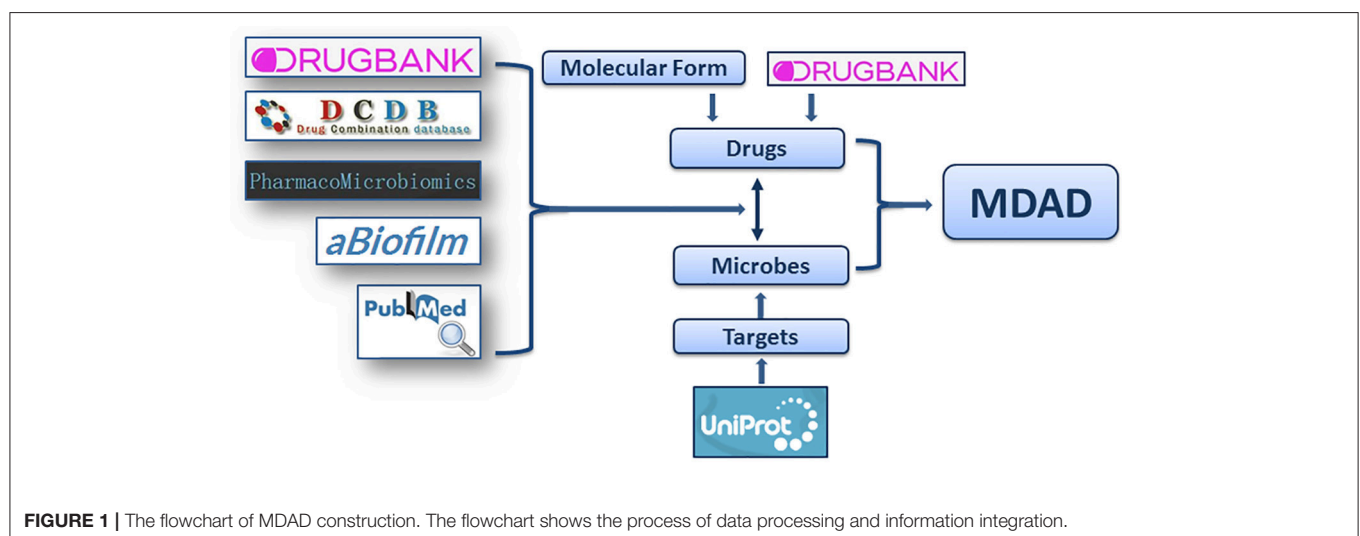 DRUGBANK
DCDB
Drug Combination database
PharmacoMicrobiomics
aBiofilm
PubMed
Molecular Form
DRUGBANK
Drugs
Microbes
Targets
UniProt
MDAD
FIGURE 1 | The flowchart of MDAD construction. The flowchart shows the process of data processing and information integration.